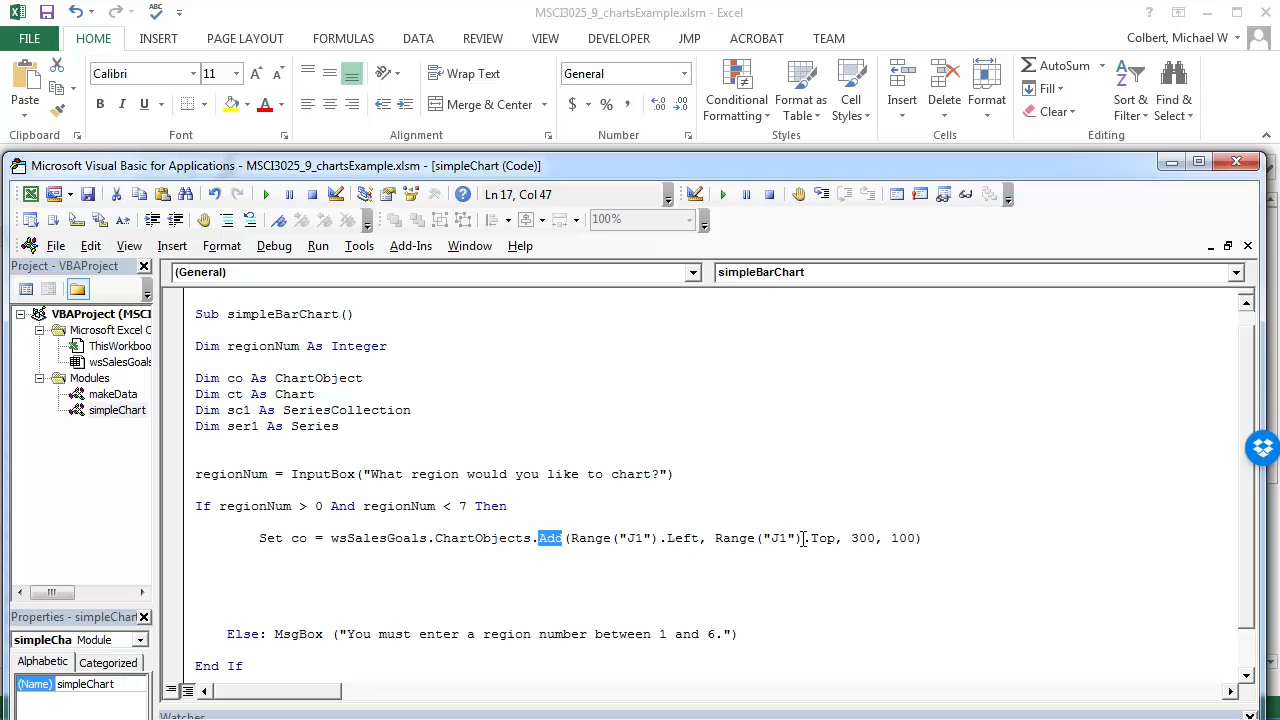 MSCI3025_9_chartsExample.xlsm - Excel
FILE HOME INSERT PAGE LAYOUT FORMULAS DATA REVIEW VIEW DEVELOPER JMP ACROBAT TEAM Colbert, Michael W
Calibri 11 Wrap Text General AutoSum
Paste B I U Merge & Center $ % , Conditional Formatting Format as Table Cell Styles Insert Delete Format Fill Clear Sort & Filter Find & Select
Clipboard Font Alignment Number Styles Cells Editing
Microsoft Visual Basic for Applications - MSCI3025_9_chartsExample.xlsm - [simpleChart (Code)]
Ln 17, Col 47
100%
File Edit View Insert Format Debug Run Tools Add-Ins Window Help
Project - VBAProject
(General) simpleBarChart
VBAProject (MSCI
Microsoft Excel C
ThisWorkboo
wsSalesGoals
Modules
makeData
simpleChart
Sub simpleBarChart()
Dim regionNum As Integer
Dim co As ChartObject
Dim ct As Chart
Dim sc1 As SeriesCollection
Dim ser1 As Series
regionNum = InputBox("What region would you like to chart?")
If regionNum > 0 And regionNum < 7 Then
Set co = wsSalesGoals.ChartObjects.Add(Range("J1").Left, Range("J1").Top, 300, 100)
Else: MsgBox ("You must enter a region number between 1 and 6.")
End If
Properties - simpleChart
simpleCha Module
Alphabetic Categorized
(Name) simpleChart
Watches